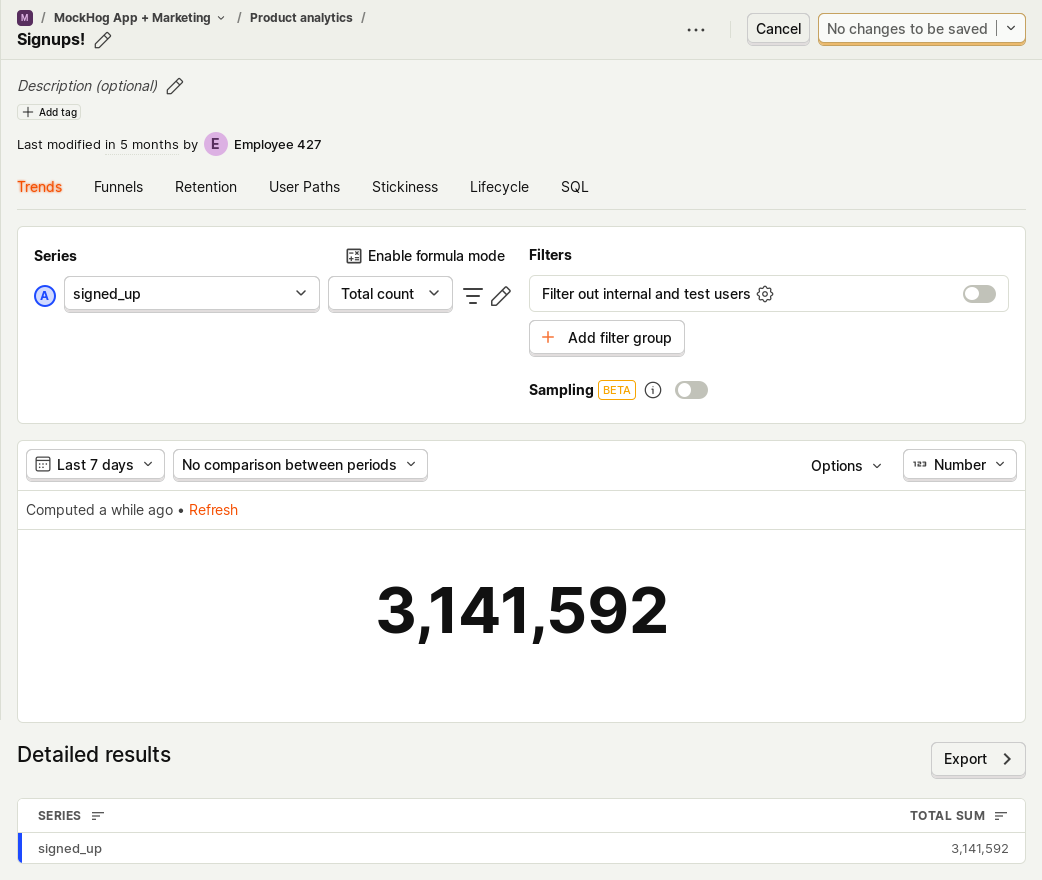 M / MockHog App + Marketing / Product analytics /
Signups!
Cancel
No changes to be saved
Description (optional)
Add tag
Last modified in 5 months by E Employee 427
Trends Funnels Retention User Paths Stickiness Lifecycle SQL
Series
Enable formula mode
A signed_up Total count
Filters
Filter out internal and test users
Add filter group
Sampling BETA
Last 7 days No comparison between periods Options 123 Number
Computed a while ago • Refresh
3,141,592
Detailed results
Export
SERIES TOTAL SUM
signed_up 3,141,592